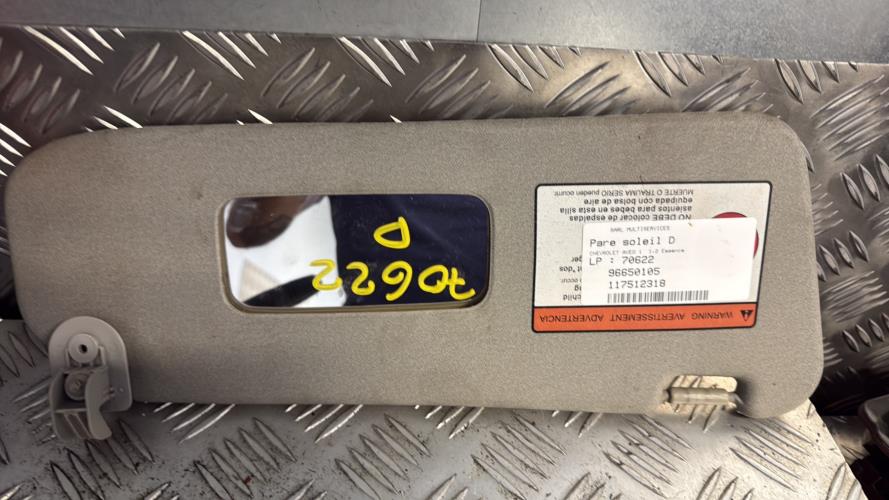 D
70622
SARL MULTISERVICES
Pare soleil D
CHEVROLET AVEO 1 1.2 Essence
LP : 70622
96650105
117512318
WARNING AVERTISSEMENT ADVERTENCIA
NO DEBE colocar de espaldas
asientos para bebés en esta silla
equipada con bolsa de aire
MUERTE O TRAUMA SERIO pueden ocurrir.